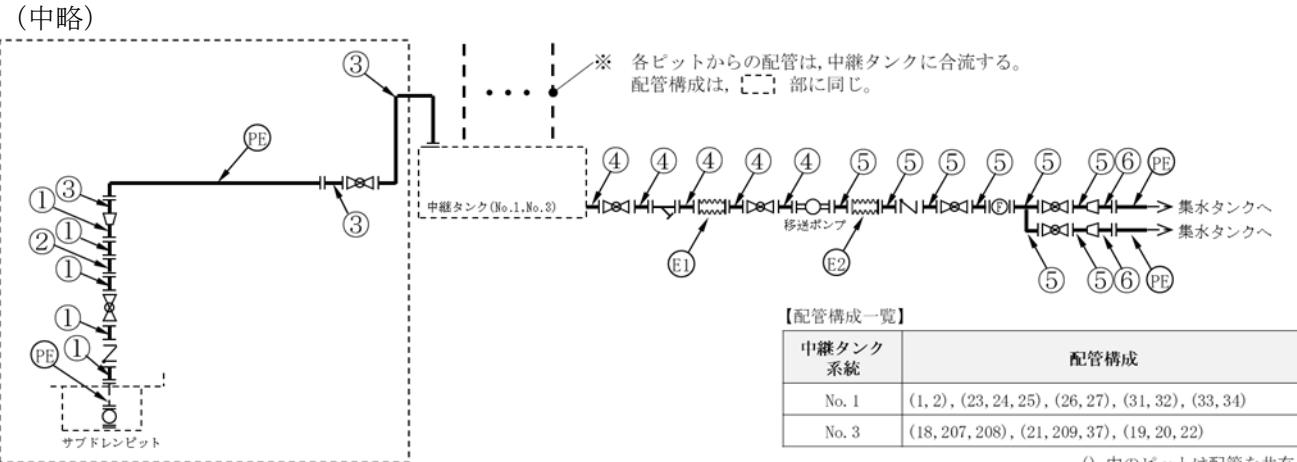 （中略）
※ 各ピットからの配管は，中継タンクに合流する。
配管構成は， 部に同じ。
③
PE
④ ④ ④ ④ ④ ⑤ ⑤ ⑤ ⑤ ⑤ ⑤ ⑥ PE
③
①
①
②
①
③
中継タンク(No.1,No.3)
移送ポンプ
F
集水タンクへ
集水タンクへ
E1
E2
⑤ ⑤ ⑥ PE
①
PE
①
サブドレンピット
【配管構成一覧】
中継タンク系統 配管構成
No. 1 (1, 2), (23, 24, 25), (26, 27), (31, 32), (33, 34)
No. 3 (18, 207, 208), (21, 209, 37), (19, 20, 22)